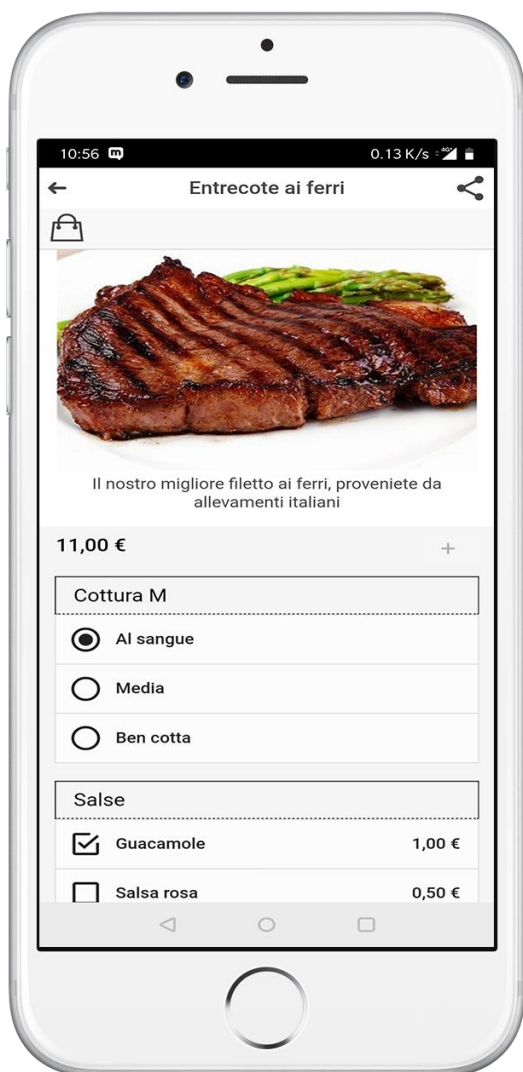 10:56 0.13 K/s 4G+
Entrecote ai ferri
Il nostro migliore filetto ai ferri, proveniete da
allevamenti italiani
11,00 € +
Cottura M
Al sangue
Media
Ben cotta
Salse
Guacamole 1,00 €
Salsa rosa 0,50 €